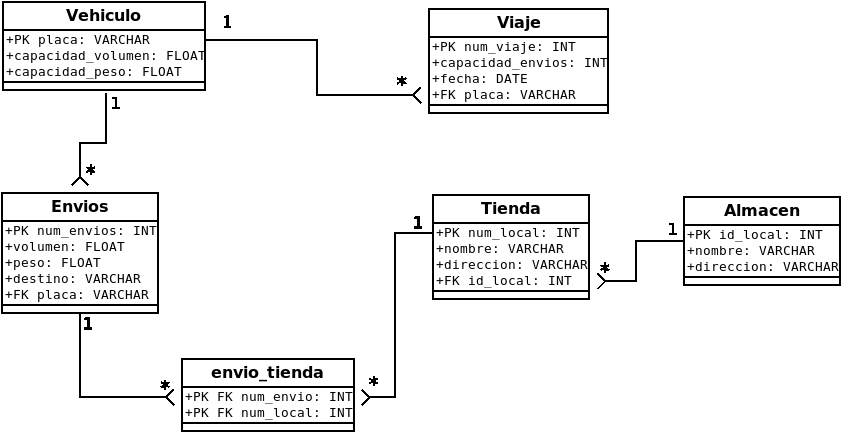 Vehiculo
+PK placa: VARCHAR
+capacidad_volumen: FLOAT
+capacidad_peso: FLOAT
1
1
Viaje
+PK num_viaje: INT
+capacidad_envios: INT
+fecha: DATE
+FK placa: VARCHAR
*
*
Envios
+PK num_envios: INT
+volumen: FLOAT
+peso: FLOAT
+destino: VARCHAR
+FK placa: VARCHAR
1
Tienda
+PK num_local: INT
+nombre: VARCHAR
+direccion: VARCHAR
+FK id_local: INT
1
*
Almacen
+PK id_local: INT
+nombre: VARCHAR
+direccion: VARCHAR
1
envio_tienda
+PK FK num_envio: INT
+PK FK num_local: INT
*
*